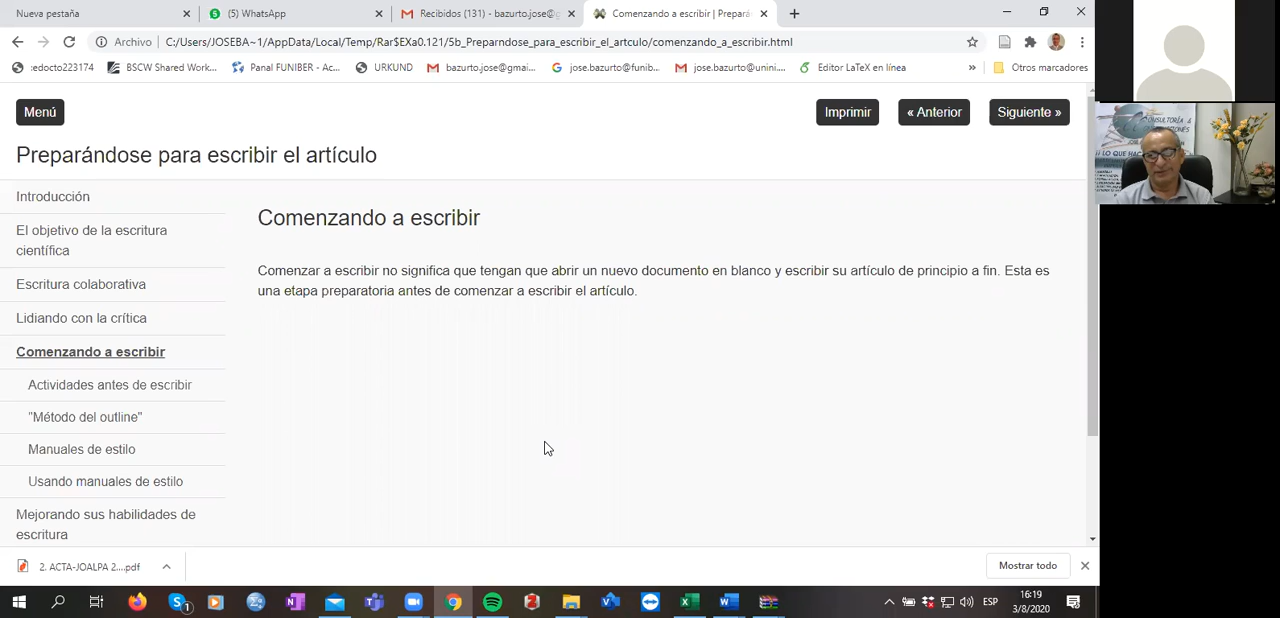 Nueva pestaña
(5) WhatsApp
Recibidos (131) - bazurto.jose@g
Comenzando a escribir | Prepará
Archivo
C:/Users/JOSEBA~1/AppData/Local/Temp/Rar$EXa0.121/5b_Preparndose_para_escribir_el_artculo/comenzando_a_escribir.html
:edocto223174
BSCW Shared Work...
Panal FUNIBER - Ac...
URKUND
bazurto.jose@gmai...
jose.bazurto@funib...
jose.bazurto@unini....
Editor LaTeX en línea
»
Otros marcadores
Menú
Imprimir
« Anterior
Siguiente »
Preparándose para escribir el artículo
Introducción
El objetivo de la escritura
científica
Escritura colaborativa
Lidiando con la crítica
Comenzando a escribir
Actividades antes de escribir
"Método del outline"
Manuales de estilo
Usando manuales de estilo
Mejorando sus habilidades de
escritura
Comenzando a escribir
Comenzar a escribir no significa que tengan que abrir un nuevo documento en blanco y escribir su artículo de principio a fin. Esta es
una etapa preparatoria antes de comenzar a escribir el artículo.
2. ACTA-JOALPA 2....pdf
Mostrar todo
ESP
16:19
3/8/2020